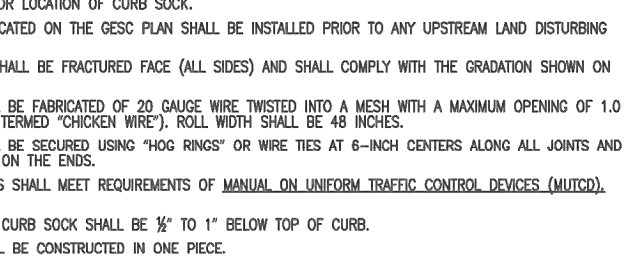 OR LOCATION OF CURB SOCK.
CATED ON THE GESC PLAN SHALL BE INSTALLED PRIOR TO ANY UPSTREAM LAND DISTURBING
HALL BE FRACTURED FACE (ALL SIDES) AND SHALL COMPLY WITH THE GRADATION SHOWN ON
BE FABRICATED OF 20 GAUGE WIRE TWISTED INTO A MESH WITH A MAXIMUM OPENING OF 1.0
TERMED "CHICKEN WIRE"). ROLL WIDTH SHALL BE 48 INCHES.
BE SECURED USING "HOG RINGS" OR WIRE TIES AT 6-INCH CENTERS ALONG ALL JOINTS AND
ON THE ENDS.
S SHALL MEET REQUIREMENTS OF MANUAL ON UNIFORM TRAFFIC CONTROL DEVICES (MUTCD).
CURB SOCK SHALL BE ½" TO 1" BELOW TOP OF CURB.
L BE CONSTRUCTED IN ONE PIECE.